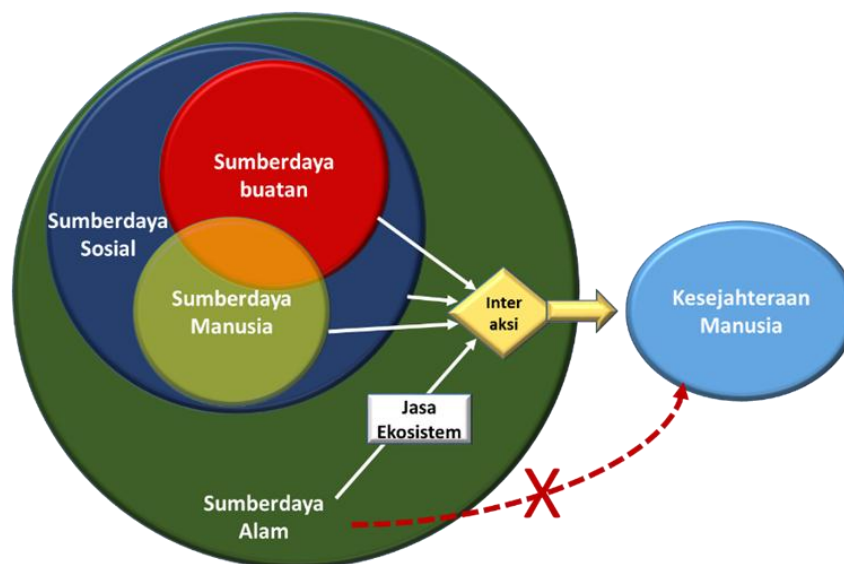 Sumberdaya
buatan
Sumberdaya
Sosial
Sumberdaya
Manusia
Inter
aksi
Kesejahteraan
Manusia
Jasa
Ekosistem
Sumberdaya
Alam